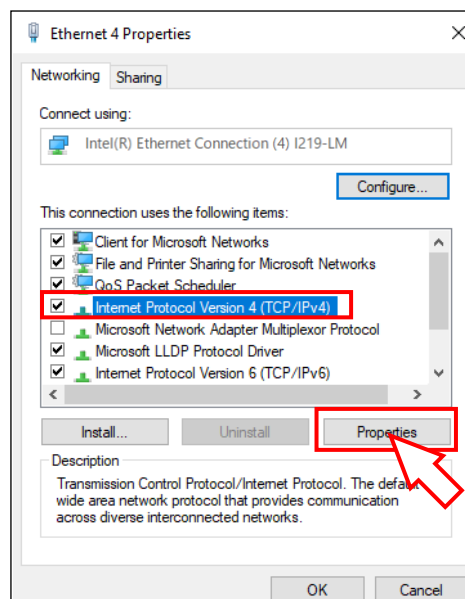 Ethernet 4 Properties
Networking Sharing
Connect using:
Intel(R) Ethernet Connection (4) I219-LM
Configure...
This connection uses the following items:
Client for Microsoft Networks
File and Printer Sharing for Microsoft Networks
QoS Packet Scheduler
Internet Protocol Version 4 (TCP/IPv4)
Microsoft Network Adapter Multiplexor Protocol
Microsoft LLDP Protocol Driver
Internet Protocol Version 6 (TCP/IPv6)
Install... Uninstall Properties
Description
Transmission Control Protocol/Internet Protocol. The default
wide area network protocol that provides communication
across diverse interconnected networks.
OK Cancel